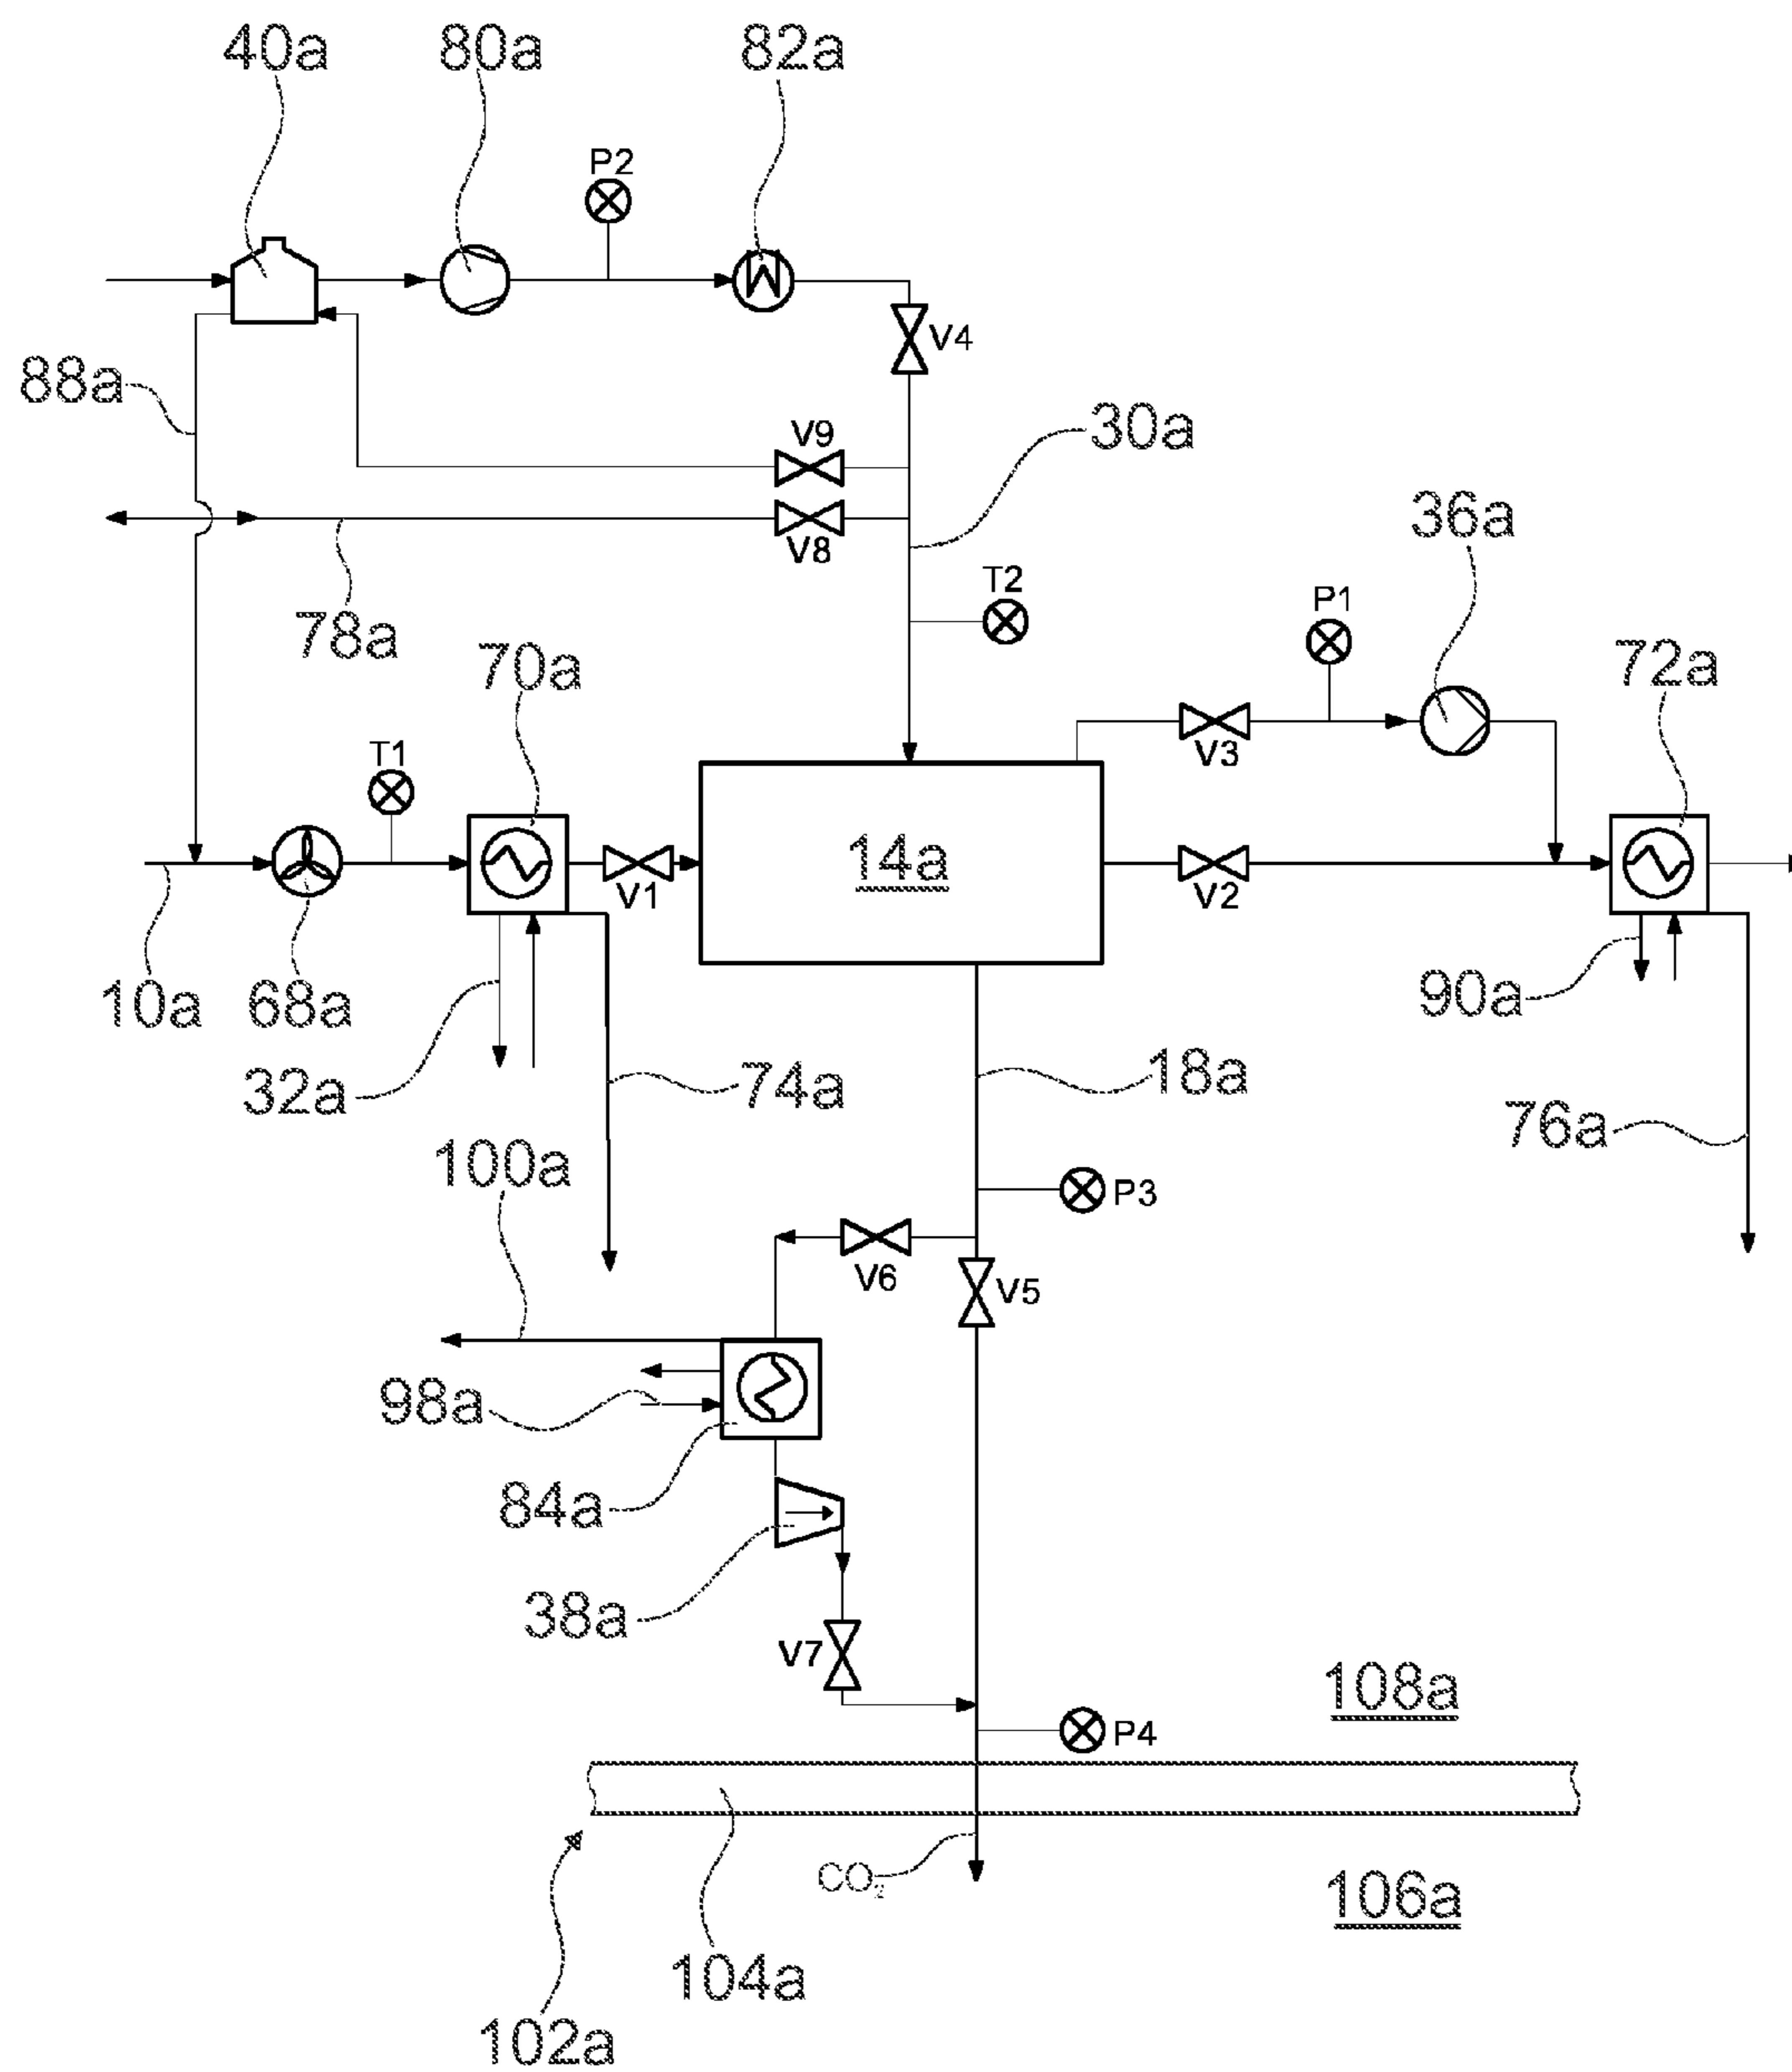 40a 80a 82a
P2
V4
88a
V9
30a
V8
36a
T2
P1
78a
70a
72a
T1
V3
14a
V1
V2
10a 68a
90a
32a
74a
18a
76a
100a
P3
V6
V5
98a
84a
38a
V7
108a
P4
CO₂
106a
104a
102a